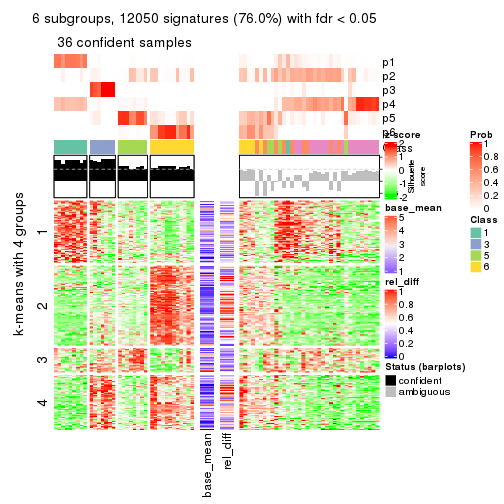 6 subgroups, 12050 signatures (76.0%) with fdr < 0.05
36 confident samples
p1
p2
p3
p4
p5
p6
Class
z_score
2
1
0
-1
-2
Silhouette
score
Prob
1
0.8
0.6
0.4
0.2
0
base_mean
5
4
3
2
1
Class
1
3
5
6
rel_diff
1
0.8
0.6
0.4
0.2
0
Status (barplots)
confident
ambiguous
k-means with 4 groups
1
2
3
4
base_mean
rel_diff